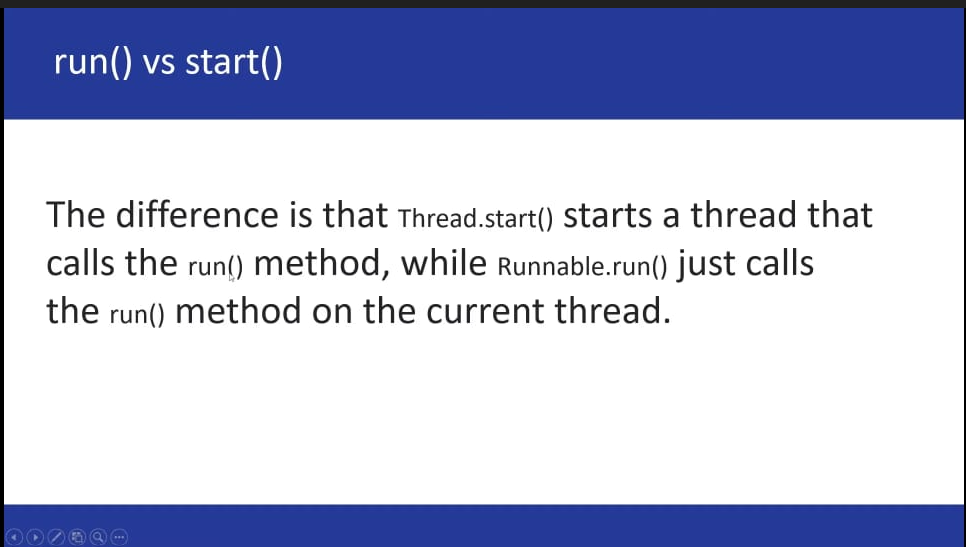 run() vs start()
The difference is that Thread.start() starts a thread that
calls the run() method, while Runnable.run() just calls
the run() method on the current thread.